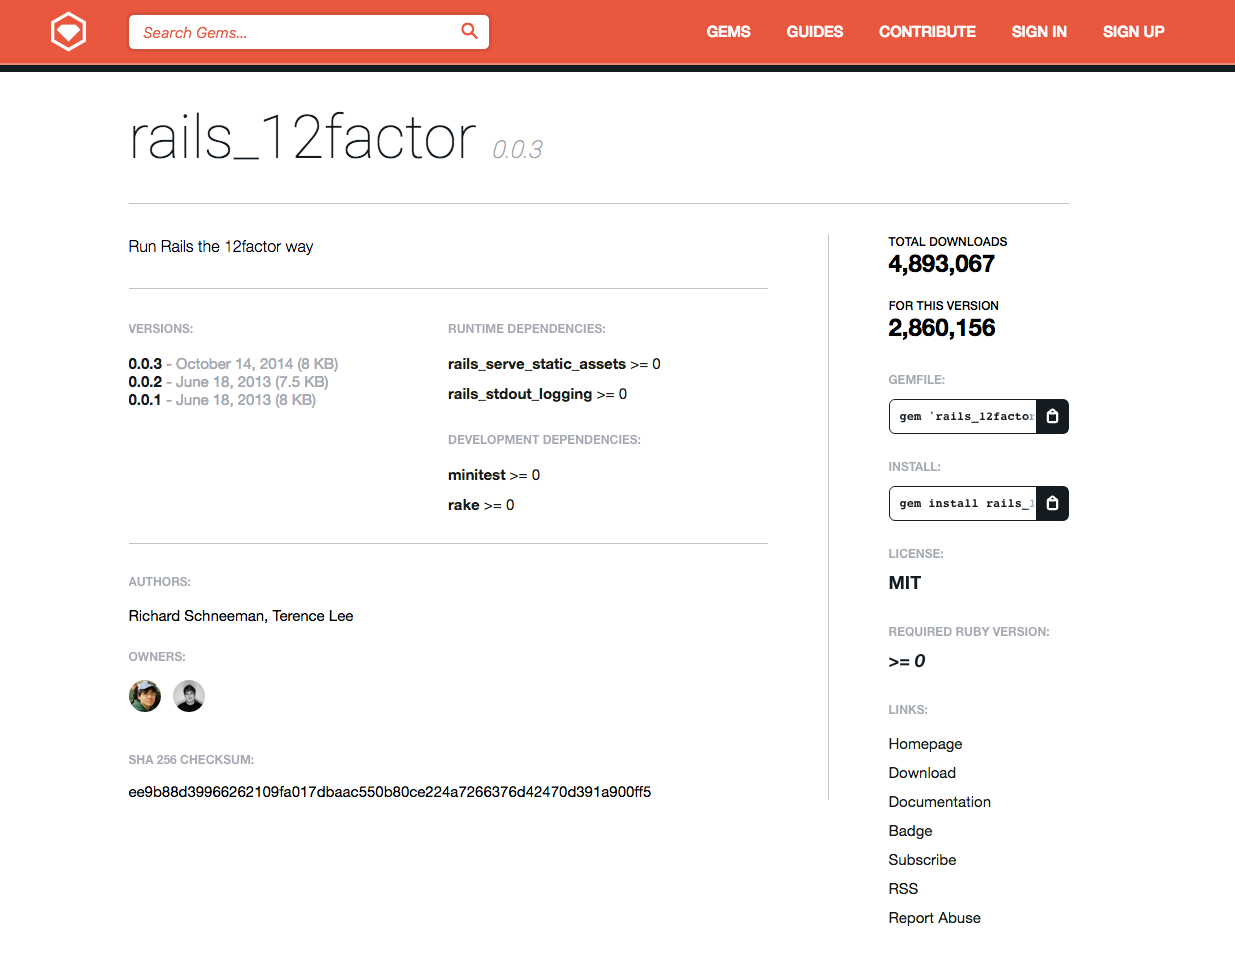 Search Gems...
GEMS GUIDES CONTRIBUTE SIGN IN SIGN UP
rails_12factor 0.0.3
Run Rails the 12factor way
VERSIONS:
0.0.3 - October 14, 2014 (8 KB)
0.0.2 - June 18, 2013 (7.5 KB)
0.0.1 - June 18, 2013 (8 KB)
RUNTIME DEPENDENCIES:
rails_serve_static_assets >= 0
rails_stdout_logging >= 0
DEVELOPMENT DEPENDENCIES:
minitest >= 0
rake >= 0
AUTHORS:
Richard Schneeman, Terence Lee
OWNERS:
SHA 256 CHECKSUM:
ee9b88d39966262109fa017dbaac550b80ce224a7266376d42470d391a900ff5
TOTAL DOWNLOADS
4,893,067
FOR THIS VERSION
2,860,156
GEMFILE:
gem 'rails_12factor
INSTALL:
gem install rails_1
LICENSE:
MIT
REQUIRED RUBY VERSION:
>= 0
LINKS:
Homepage
Download
Documentation
Badge
Subscribe
RSS
Report Abuse